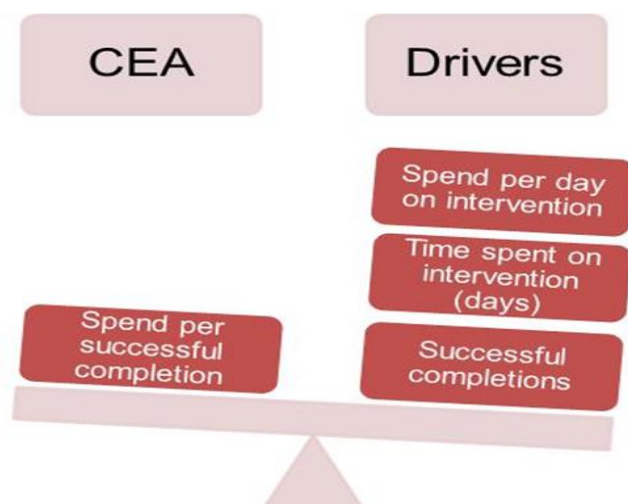 CEA
Drivers
Spend per day
on intervention
Time spent on
intervention
(days)
Spend per
successful
completion
Successful
completions